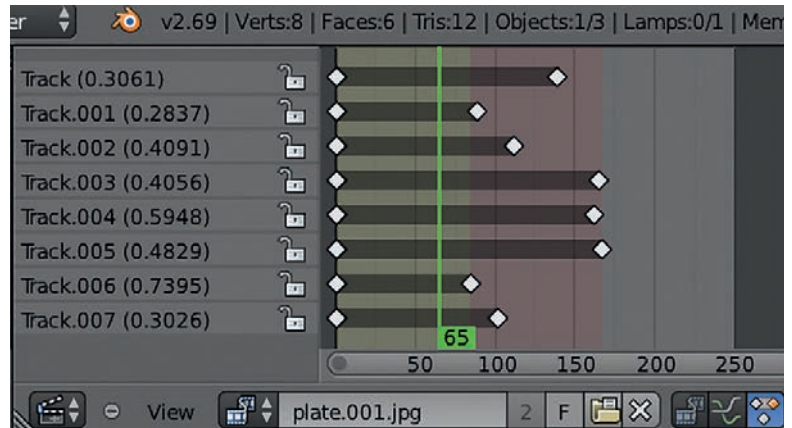 er v2.69 | Verts:8 | Faces:6 | Tris:12 | Objects:1/3 | Lamps:0/1 | Mem
Track (0.3061)
Track.001 (0.2837)
Track.002 (0.4091)
Track.003 (0.4056)
Track.004 (0.5948)
Track.005 (0.4829)
Track.006 (0.7395)
Track.007 (0.3026)
65
50 100 150 200 250
View plate.001.jpg 2 F